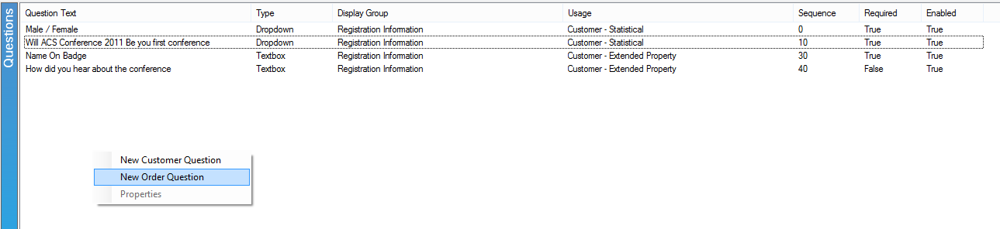 Questions
Question Text Type Display Group Usage Sequence Required Enabled
Male / Female Dropdown Registration Information Customer - Statistical 0 True True
Will ACS Conference 2011 Be you first conference Dropdown Registration Information Customer - Statistical 10 True True
Name On Badge Textbox Registration Information Customer - Extended Property 30 True True
How did you hear about the conference Textbox Registration Information Customer - Extended Property 40 False True
New Customer Question
New Order Question
Properties